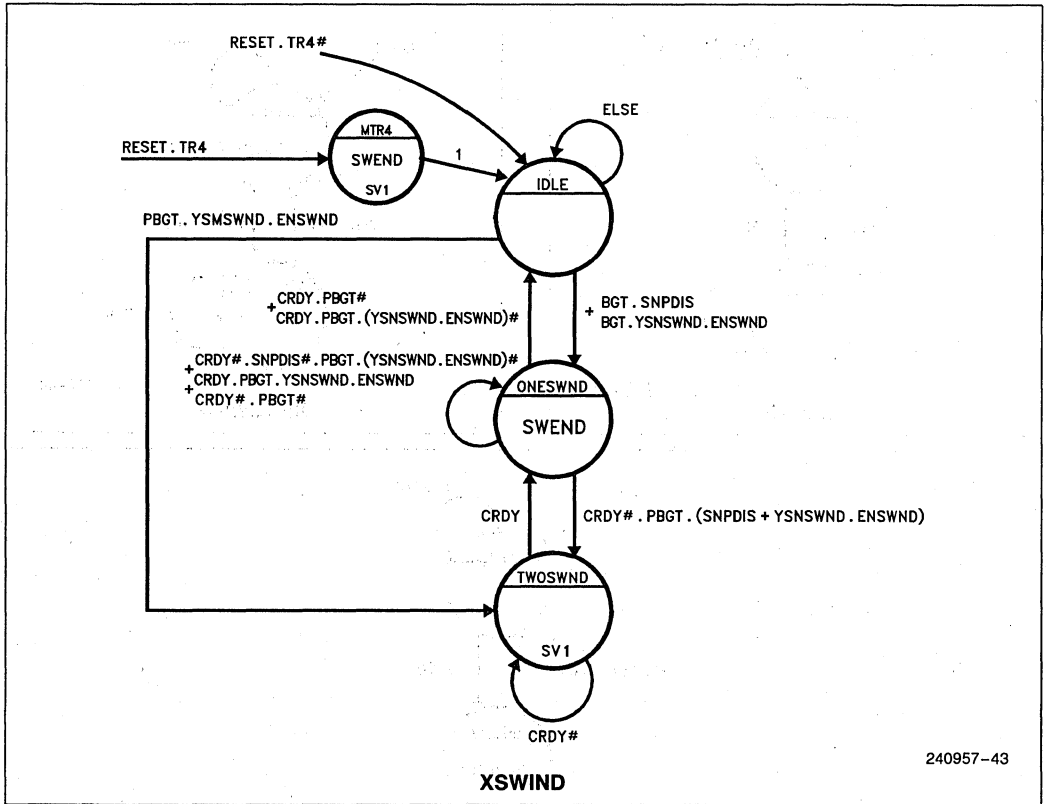 RESET.TR4#
ELSE
MTR4
RESET.TR4
SWEND
1
SV1
IDLE
PBGT.YSMSWND.ENSWND
+CRDY.PBGT#
CRDY.PBGT.(YSNSWND.ENSWND)#
+ BGT.SNPDIS
BGT.YSNSWND.ENSWND
+CRDY#.SNPDIS#.PBGT.(YSNSWND.ENSWND)#
+CRDY.PBGT.YSNSWND.ENSWND
CRDY#.PBGT#
ONESWND
SWEND
CRDY
CRDY#.PBGT.(SNPDIS + YSNSWND.ENSWND)
TWOSWND
SV1
CRDY#
240957-43
XSWIND